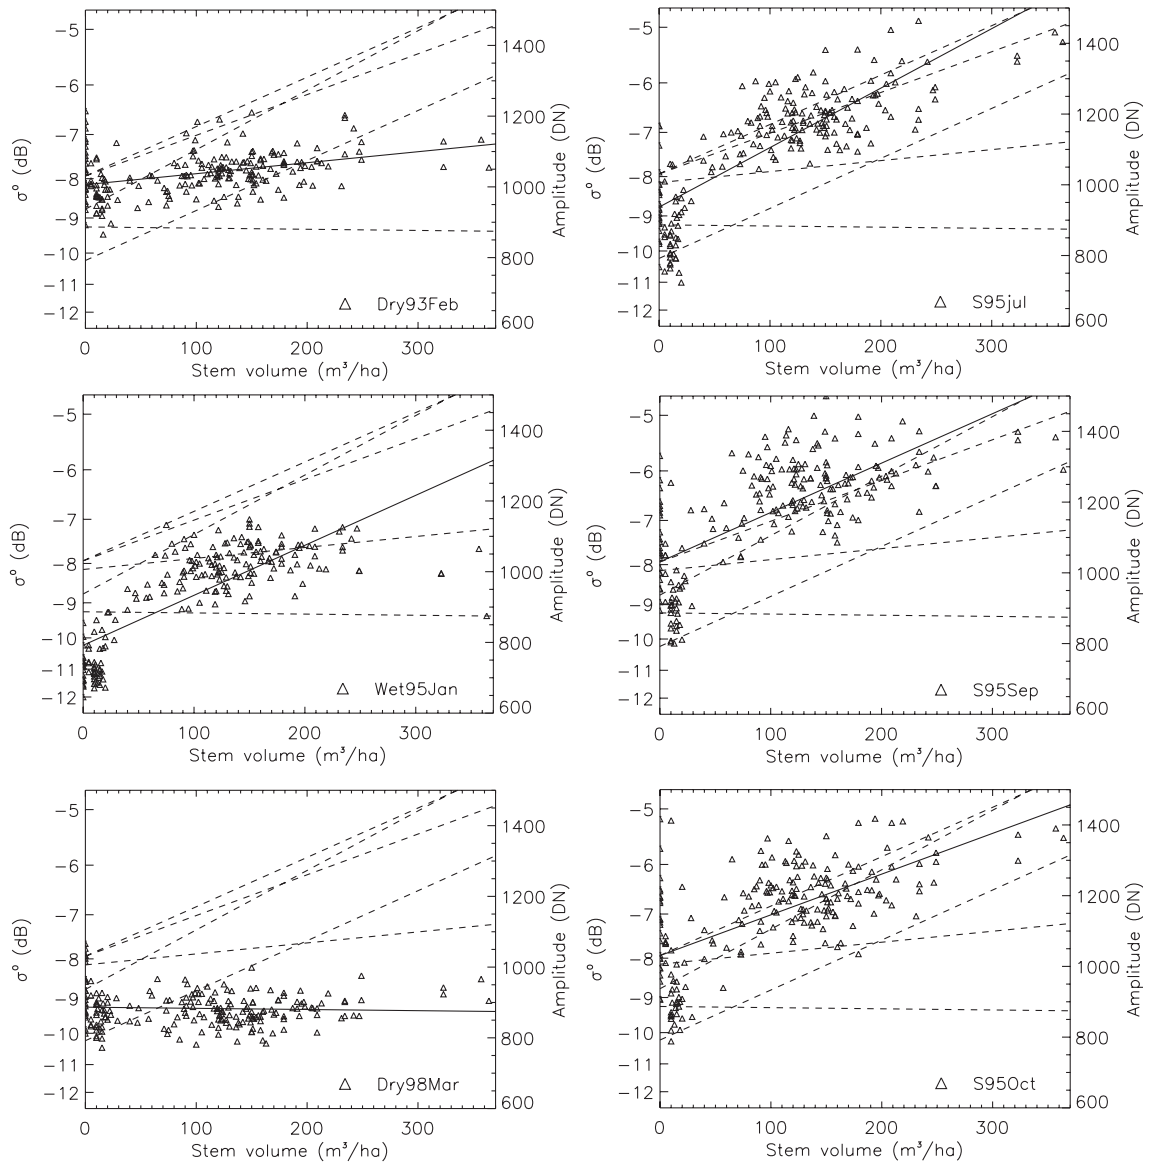 -5
-6
-7
-8
-9
-10
-11
-12
σ° (dB)
1400
1200
1000
800
600
Amplitude (DN)
△ Dry93Feb
0 100 200 300
Stem volume (m³/ha)
-5
-6
-7
-8
-9
-10
-11
-12
σ° (dB)
1400
1200
1000
800
600
Amplitude (DN)
△ S95jul
0 100 200 300
Stem volume (m³/ha)
-5
-6
-7
-8
-9
-10
-11
-12
σ° (dB)
1400
1200
1000
800
600
Amplitude (DN)
△ Wet95Jan
0 100 200 300
Stem volume (m³/ha)
-5
-6
-7
-8
-9
-10
-11
-12
σ° (dB)
1400
1200
1000
800
600
Amplitude (DN)
△ S95Sep
0 100 200 300
Stem volume (m³/ha)
-5
-6
-7
-8
-9
-10
-11
-12
σ° (dB)
1400
1200
1000
800
600
Amplitude (DN)
△ Dry98Mar
0 100 200 300
Stem volume (m³/ha)
-5
-6
-7
-8
-9
-10
-11
-12
σ° (dB)
1400
1200
1000
800
600
Amplitude (DN)
△ S95Oct
0 100 200 300
Stem volume (m³/ha)